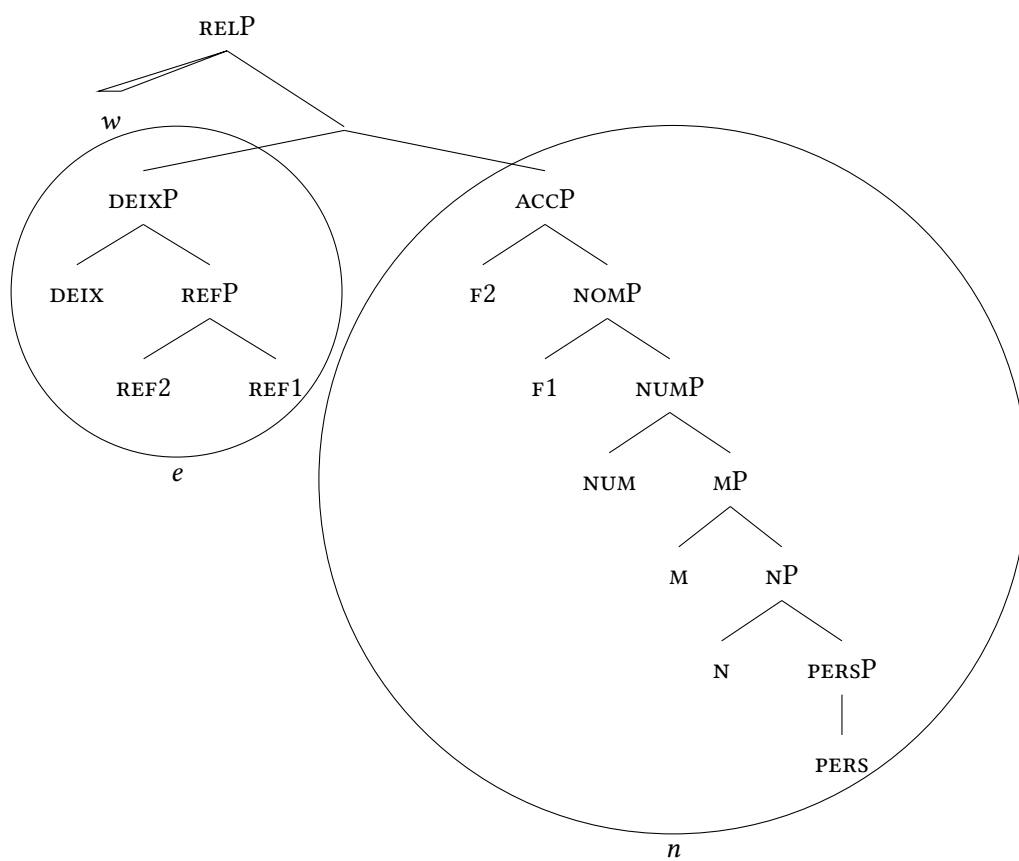 RELP
w
DEIXP ACCP
DEIX REFP F2 NOMP
REF2 REF1 F1 NUMP
e
NUM MP
M NP
N PERSP
PERS
n